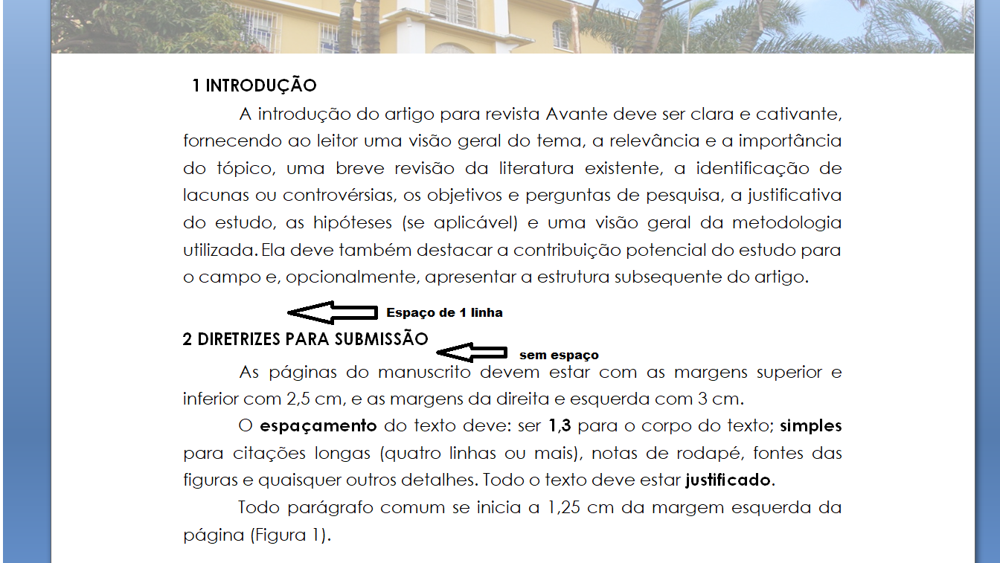 1 INTRODUÇÃO
A introdução do artigo para revista Avante deve ser clara e cativante,
fornecendo ao leitor uma visão geral do tema, a relevância e a importância
do tópico, uma breve revisão da literatura existente, a identificação de
lacunas ou controvérsias, os objetivos e perguntas de pesquisa, a justificativa
do estudo, as hipóteses (se aplicável) e uma visão geral da metodologia
utilizada. Ela deve também destacar a contribuição potencial do estudo para
o campo e, opcionalmente, apresentar a estrutura subsequente do artigo.
Espaço de 1 linha
2 DIRETRIZES PARA SUBMISSÃO
sem espaço
As páginas do manuscrito devem estar com as margens superior e
inferior com 2,5 cm, e as margens da direita e esquerda com 3 cm.
O espaçamento do texto deve: ser 1,3 para o corpo do texto; simples
para citações longas (quatro linhas ou mais), notas de rodapé, fontes das
figuras e quaisquer outros detalhes. Todo o texto deve estar justificado.
Todo parágrafo comum se inicia a 1,25 cm da margem esquerda da
página (Figura 1).